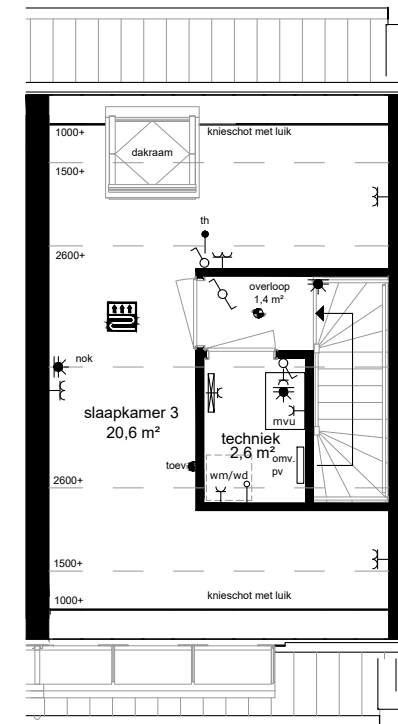 1000+
knieschot met luik
dakraam
1500+
th
2600+
overloop
1,4 m²
nok
slaapkamer 3
20,6 m²
mvu
techniek
2,6 m²
omv.
pv
toev
wm/wd
2600+
1500+
1000+
knieschot met luik